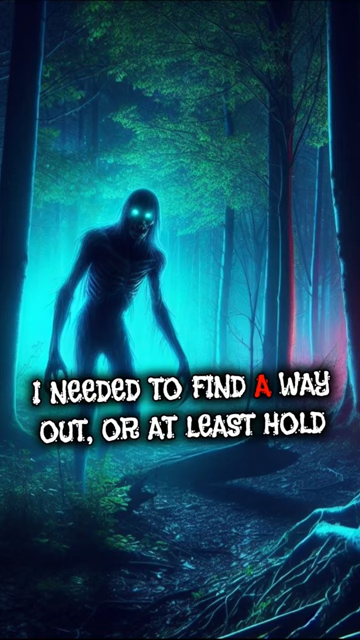 I NEEDED TO FIND A WAY
OUT, OR AT LEAST HOLD